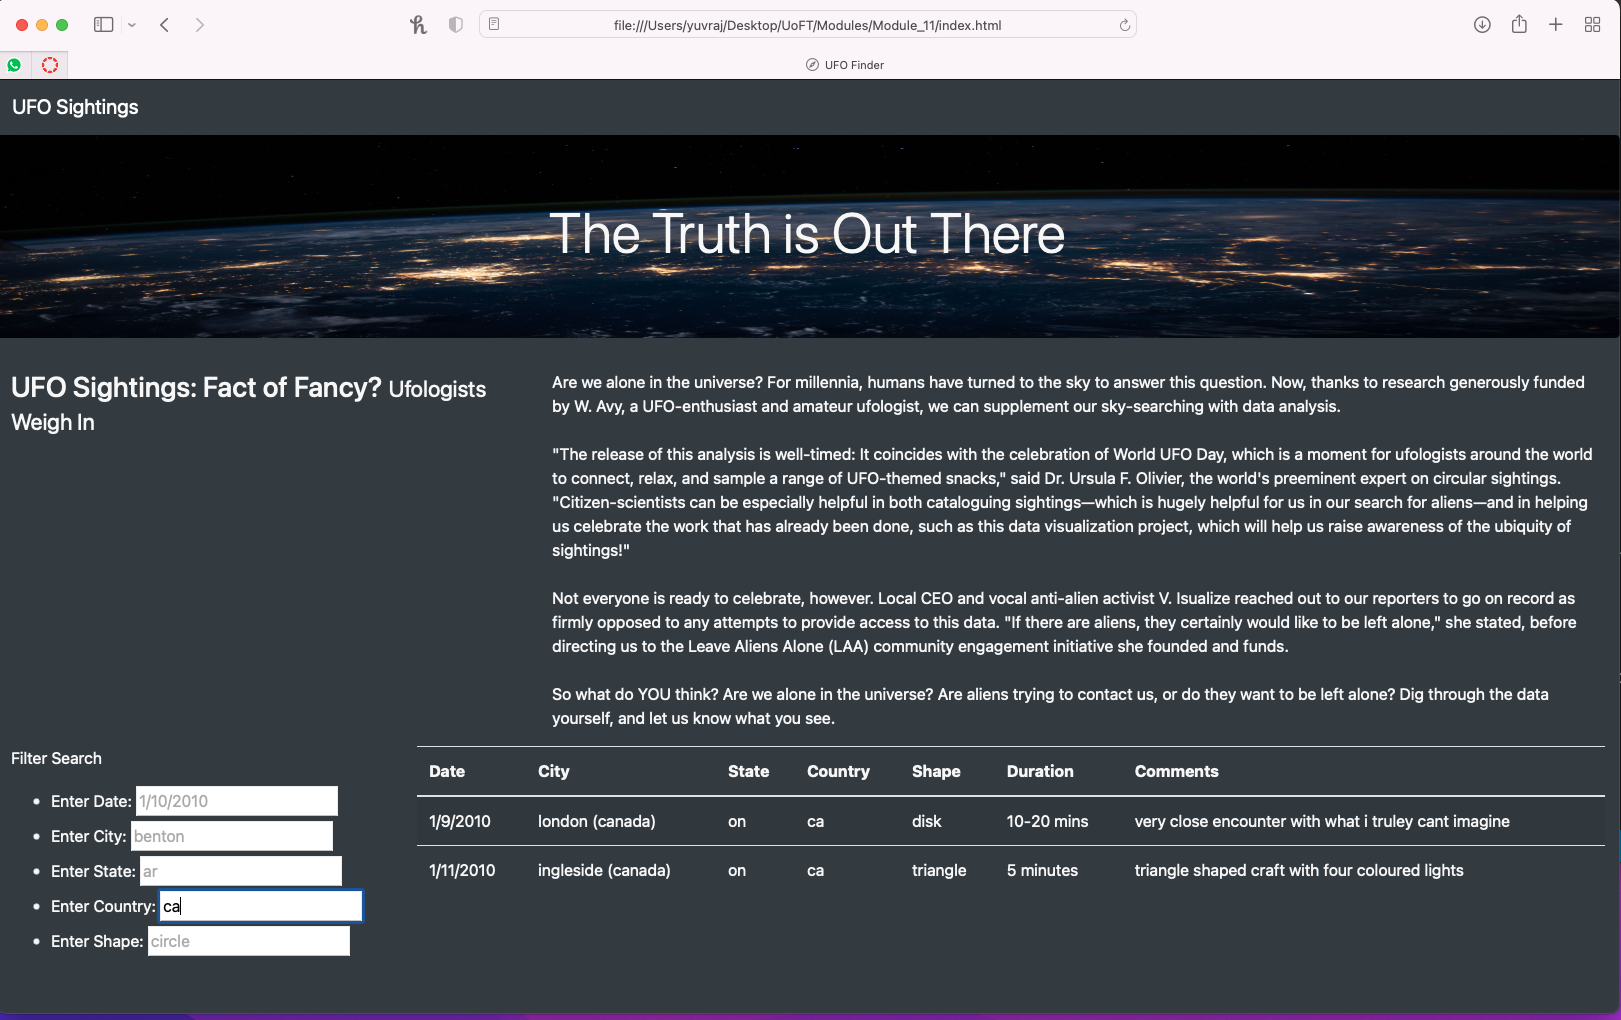 file:///Users/yuvraj/Desktop/UoFT/Modules/Module_11/index.html
UFO Finder
UFO Sightings
The Truth is Out There
UFO Sightings: Fact of Fancy? Ufologists
Weigh In
Are we alone in the universe? For millennia, humans have turned to the sky to answer this question. Now, thanks to research generously funded
by W. Avy, a UFO-enthusiast and amateur ufologist, we can supplement our sky-searching with data analysis.
"The release of this analysis is well-timed: It coincides with the celebration of World UFO Day, which is a moment for ufologists around the world
to connect, relax, and sample a range of UFO-themed snacks," said Dr. Ursula F. Olivier, the world's preeminent expert on circular sightings.
"Citizen-scientists can be especially helpful in both cataloguing sightings—which is hugely helpful for us in our search for aliens—and in helping
us celebrate the work that has already been done, such as this data visualization project, which will help us raise awareness of the ubiquity of
sightings!"
Not everyone is ready to celebrate, however. Local CEO and vocal anti-alien activist V. Isualize reached out to our reporters to go on record as
firmly opposed to any attempts to provide access to this data. "If there are aliens, they certainly would like to be left alone," she stated, before
directing us to the Leave Aliens Alone (LAA) community engagement initiative she founded and funds.
So what do YOU think? Are we alone in the universe? Are aliens trying to contact us, or do they want to be left alone? Dig through the data
yourself, and let us know what you see.
Filter Search
Enter Date: 1/10/2010
Enter City: benton
Enter State: ar
Enter Country: ca
Enter Shape: circle
Date City State Country Shape Duration Comments
1/9/2010 london (canada) on ca disk 10-20 mins very close encounter with what i truley cant imagine
1/11/2010 ingleside (canada) on ca triangle 5 minutes triangle shaped craft with four coloured lights